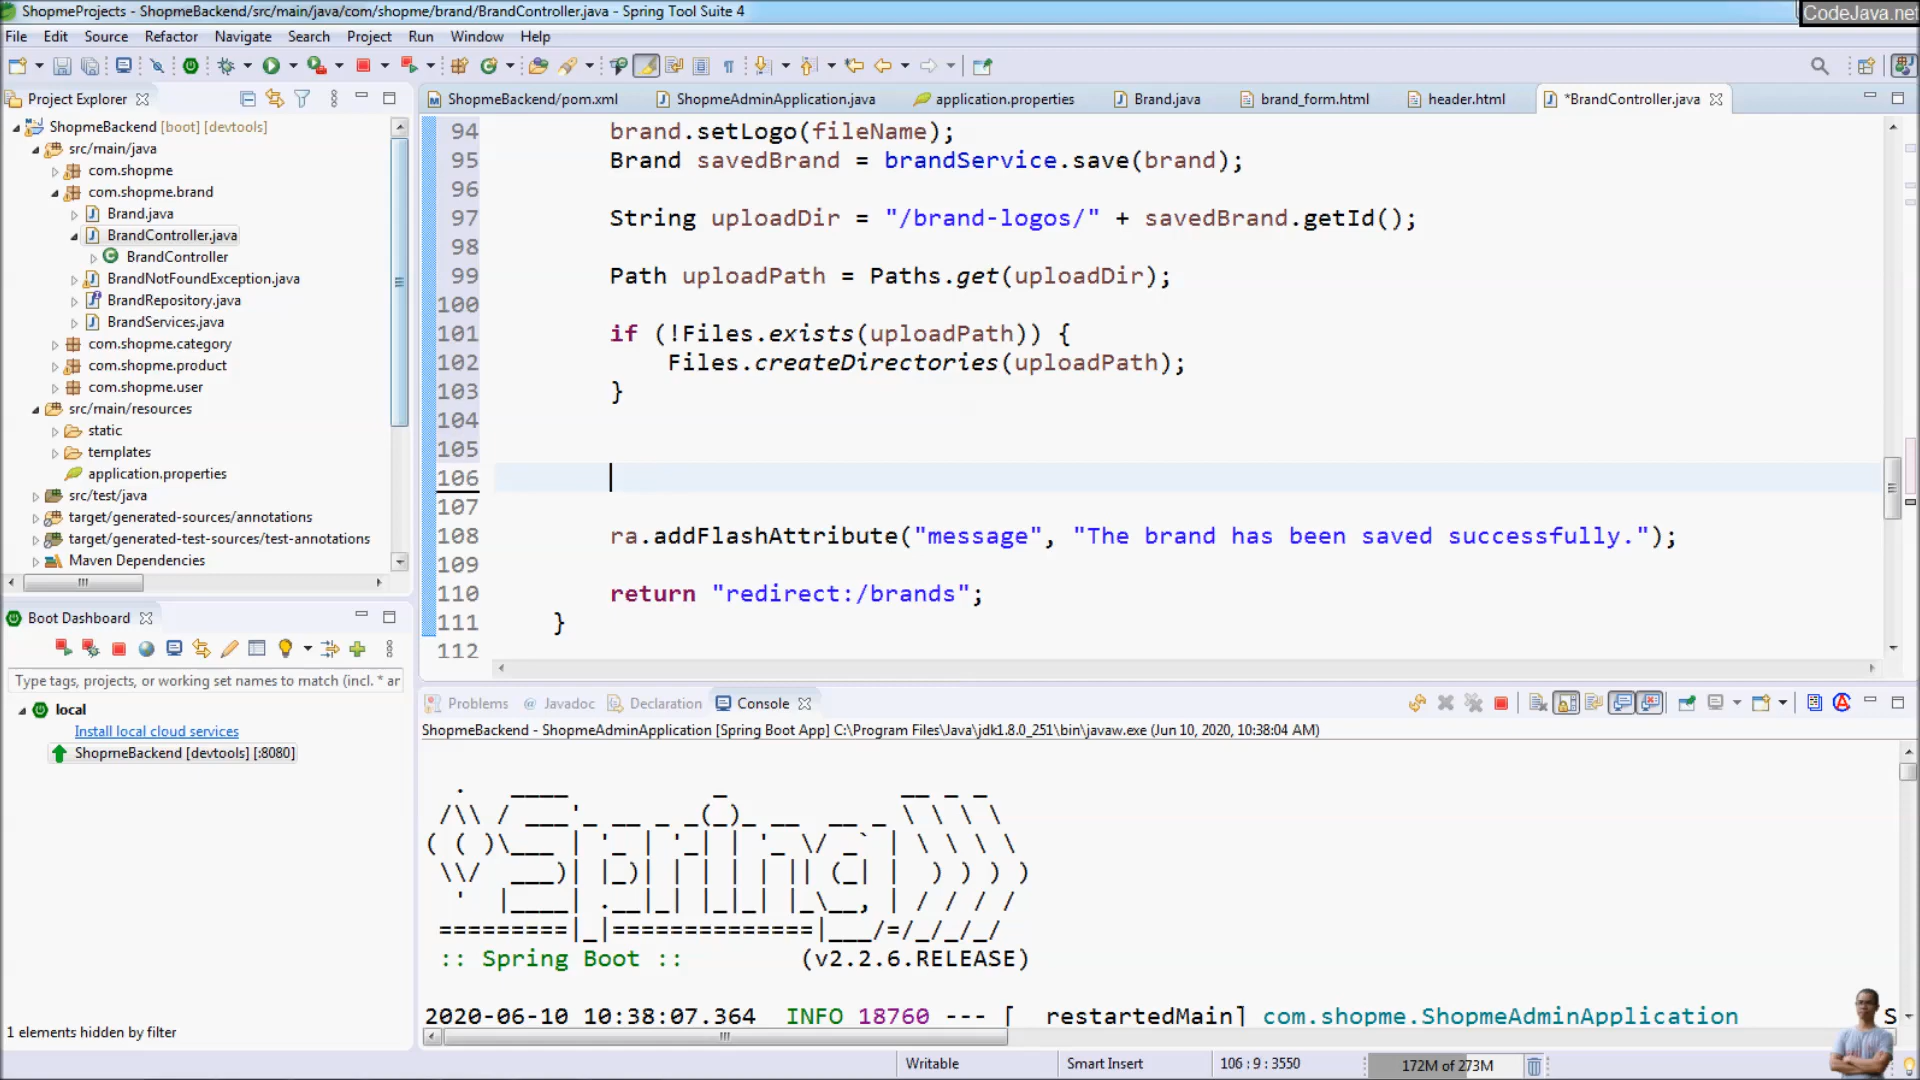 ShopmeProjects - ShopmeBackend/src/main/java/com/shopme/brand/BrandController.java - Spring Tool Suite 4
CodeJava.net
File Edit Source Refactor Navigate Search Project Run Window Help
Project Explorer
ShopmeBackend/pom.xml ShopmeAdminApplication.java application.properties Brand.java brand_form.html header.html *BrandController.java
ShopmeBackend [boot] [devtools]
src/main/java
com.shopme
com.shopme.brand
Brand.java
BrandController.java
BrandController
BrandNotFoundException.java
BrandRepository.java
BrandServices.java
com.shopme.category
com.shopme.product
com.shopme.user
src/main/resources
static
templates
application.properties
src/test/java
target/generated-sources/annotations
target/generated-test-sources/test-annotations
Maven Dependencies
94 brand.setLogo(fileName);
95 Brand savedBrand = brandService.save(brand);
96
97 String uploadDir = "/brand-logos/" + savedBrand.getId();
98
99 Path uploadPath = Paths.get(uploadDir);
100
101 if (!Files.exists(uploadPath)) {
102 Files.createDirectories(uploadPath);
103 }
104
105
106
107
108 ra.addFlashAttribute("message", "The brand has been saved successfully.");
109
110 return "redirect:/brands";
111 }
112
Boot Dashboard
Type tags, projects, or working set names to match (incl. * ar
local
Install local cloud services
ShopmeBackend [devtools] [:8080]
1 elements hidden by filter
Problems @ Javadoc Declaration Console
ShopmeBackend - ShopmeAdminApplication [Spring Boot App] C:\Program Files\Java\jdk1.8.0_251\bin\javaw.exe (Jun 10, 2020, 10:38:04 AM)
:: Spring Boot :: (v2.2.6.RELEASE)
2020-06-10 10:38:07.364 INFO 18760 --- [ restartedMain] com.shopme.ShopmeAdminApplication S
Writable Smart Insert 106 : 9 : 3550 172M of 273M